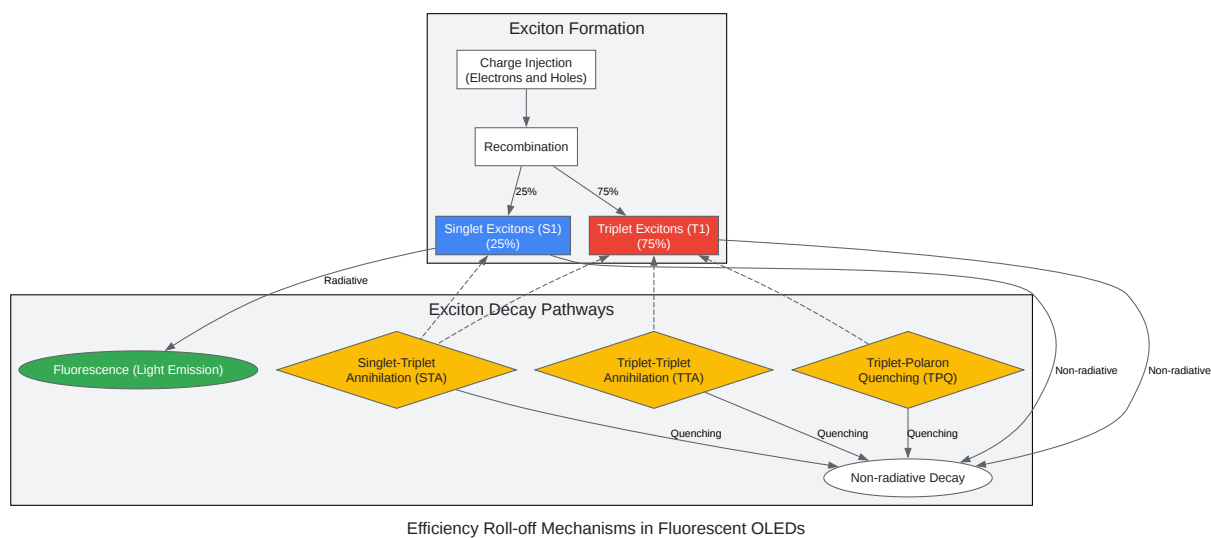 Exciton Formation
Charge Injection
(Electrons and Holes)
Recombination
25%
75%
Singlet Excitons (S1)
(25%)
Triplet Excitons (T1)
(75%)
Radiative
Exciton Decay Pathways
Fluorescence (Light Emission)
Singlet-Triplet
Annihilation (STA)
Triplet-Triplet
Annihilation (TTA)
Triplet-Polaron
Quenching (TPQ)
Non-radiative
Non-radiative
Quenching
Quenching
Quenching
Non-radiative Decay
Efficiency Roll-off Mechanisms in Fluorescent OLEDs